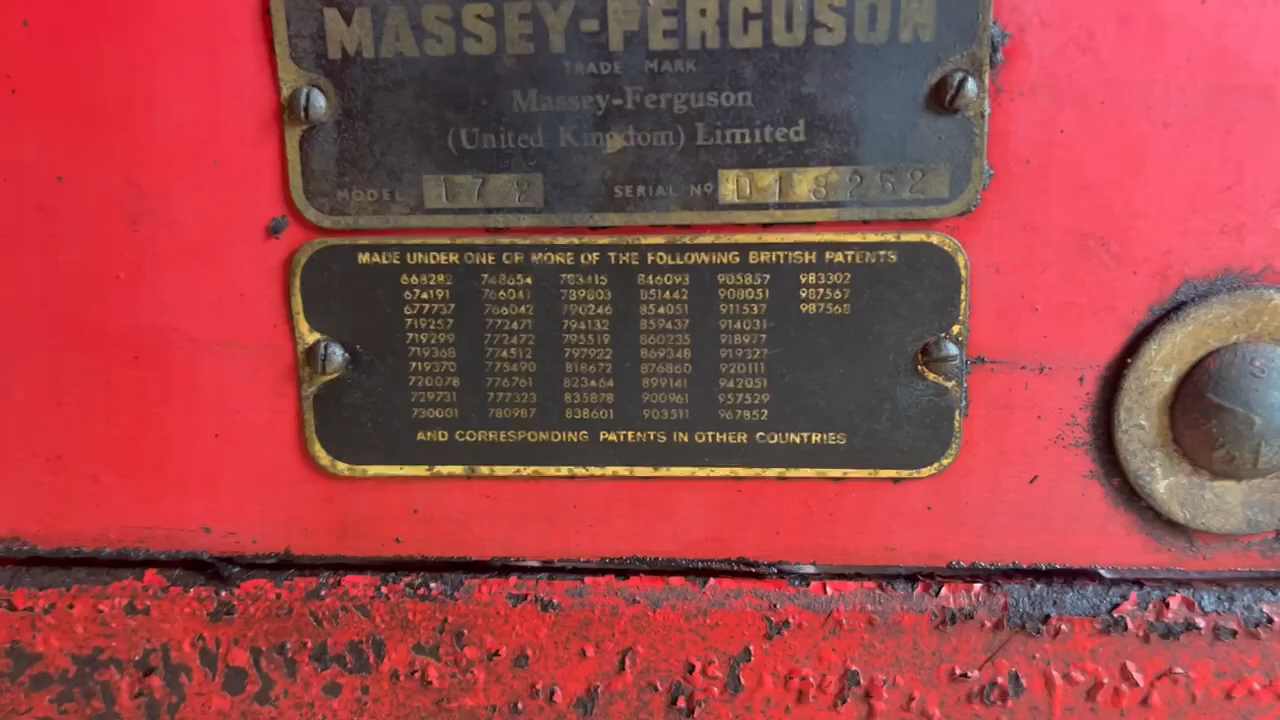 MASSEY-FERGUSON
TRADE MARK
Massey-Ferguson
(United Kingdom) Limited
MODEL 172 SERIAL Nº D18252
MADE UNDER ONE OR MORE OF THE FOLLOWING BRITISH PATENTS
668282 748654 783415 846093 905857 983302
674191 766041 789803 851442 908051 987567
677737 766042 790246 854051 911537 987568
719257 772471 794132 859437 914031
719299 772472 795519 860235 918977
719368 774512 797922 869348 919327
719370 775490 818672 876860 920111
720078 776761 823464 899141 942051
729731 777323 835878 900961 957529
730001 780987 838601 903511 967852
AND CORRESPONDING PATENTS IN OTHER COUNTRIES